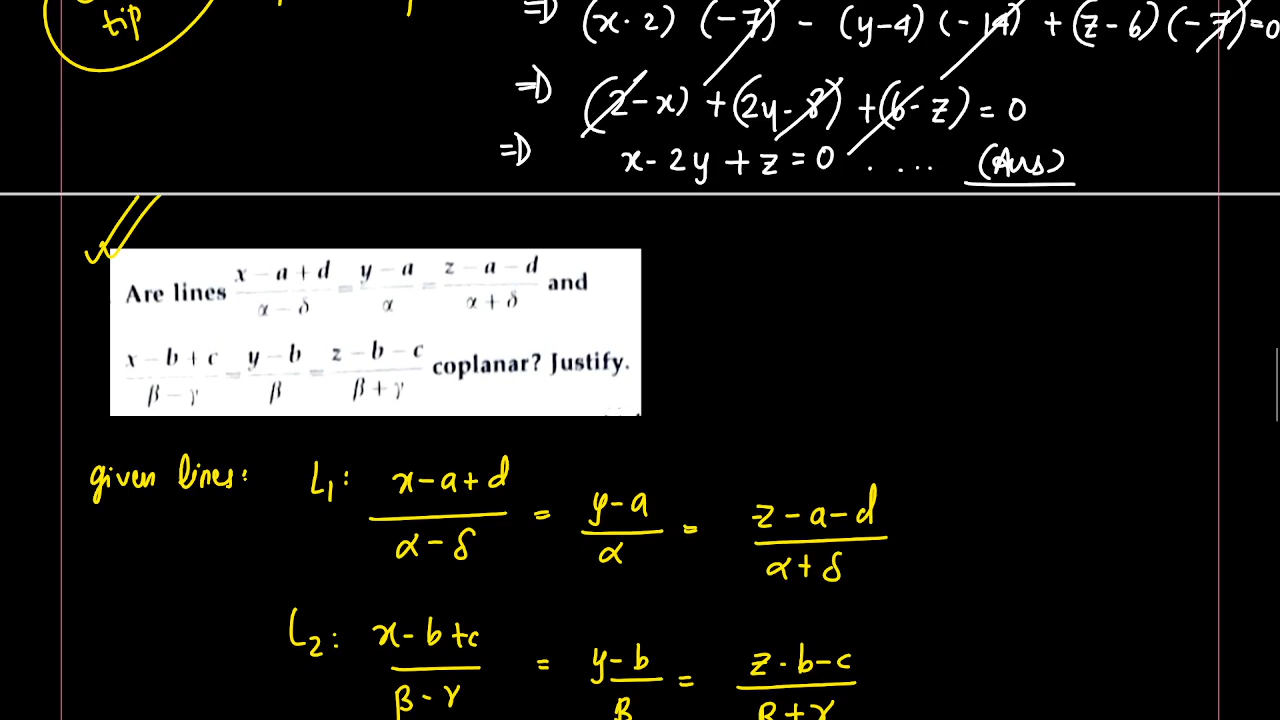 ⇒ (x·2) (-7) - (y-4) (-14) + (z-6) (-7) = 0
tip
⇒ (2-x) + (2y-8) + (6-z) = 0
⇒ x - 2y + z = 0 . .... (Ans)
Are lines (x - a + d)/(α - δ) = (y - a)/α = (z - a - d)/(α + δ) and
(x - b + c)/(β - γ) = (y - b)/β = (z - b - c)/(β + γ) coplanar? Justify.
given lines: L₁: (x-a+d)/(α-δ) = (y-a)/α = (z-a-d)/(α+δ)
L₂: (x-b+c)/(β-γ) = (y-b)/β = (z·b-c)/(β+γ)